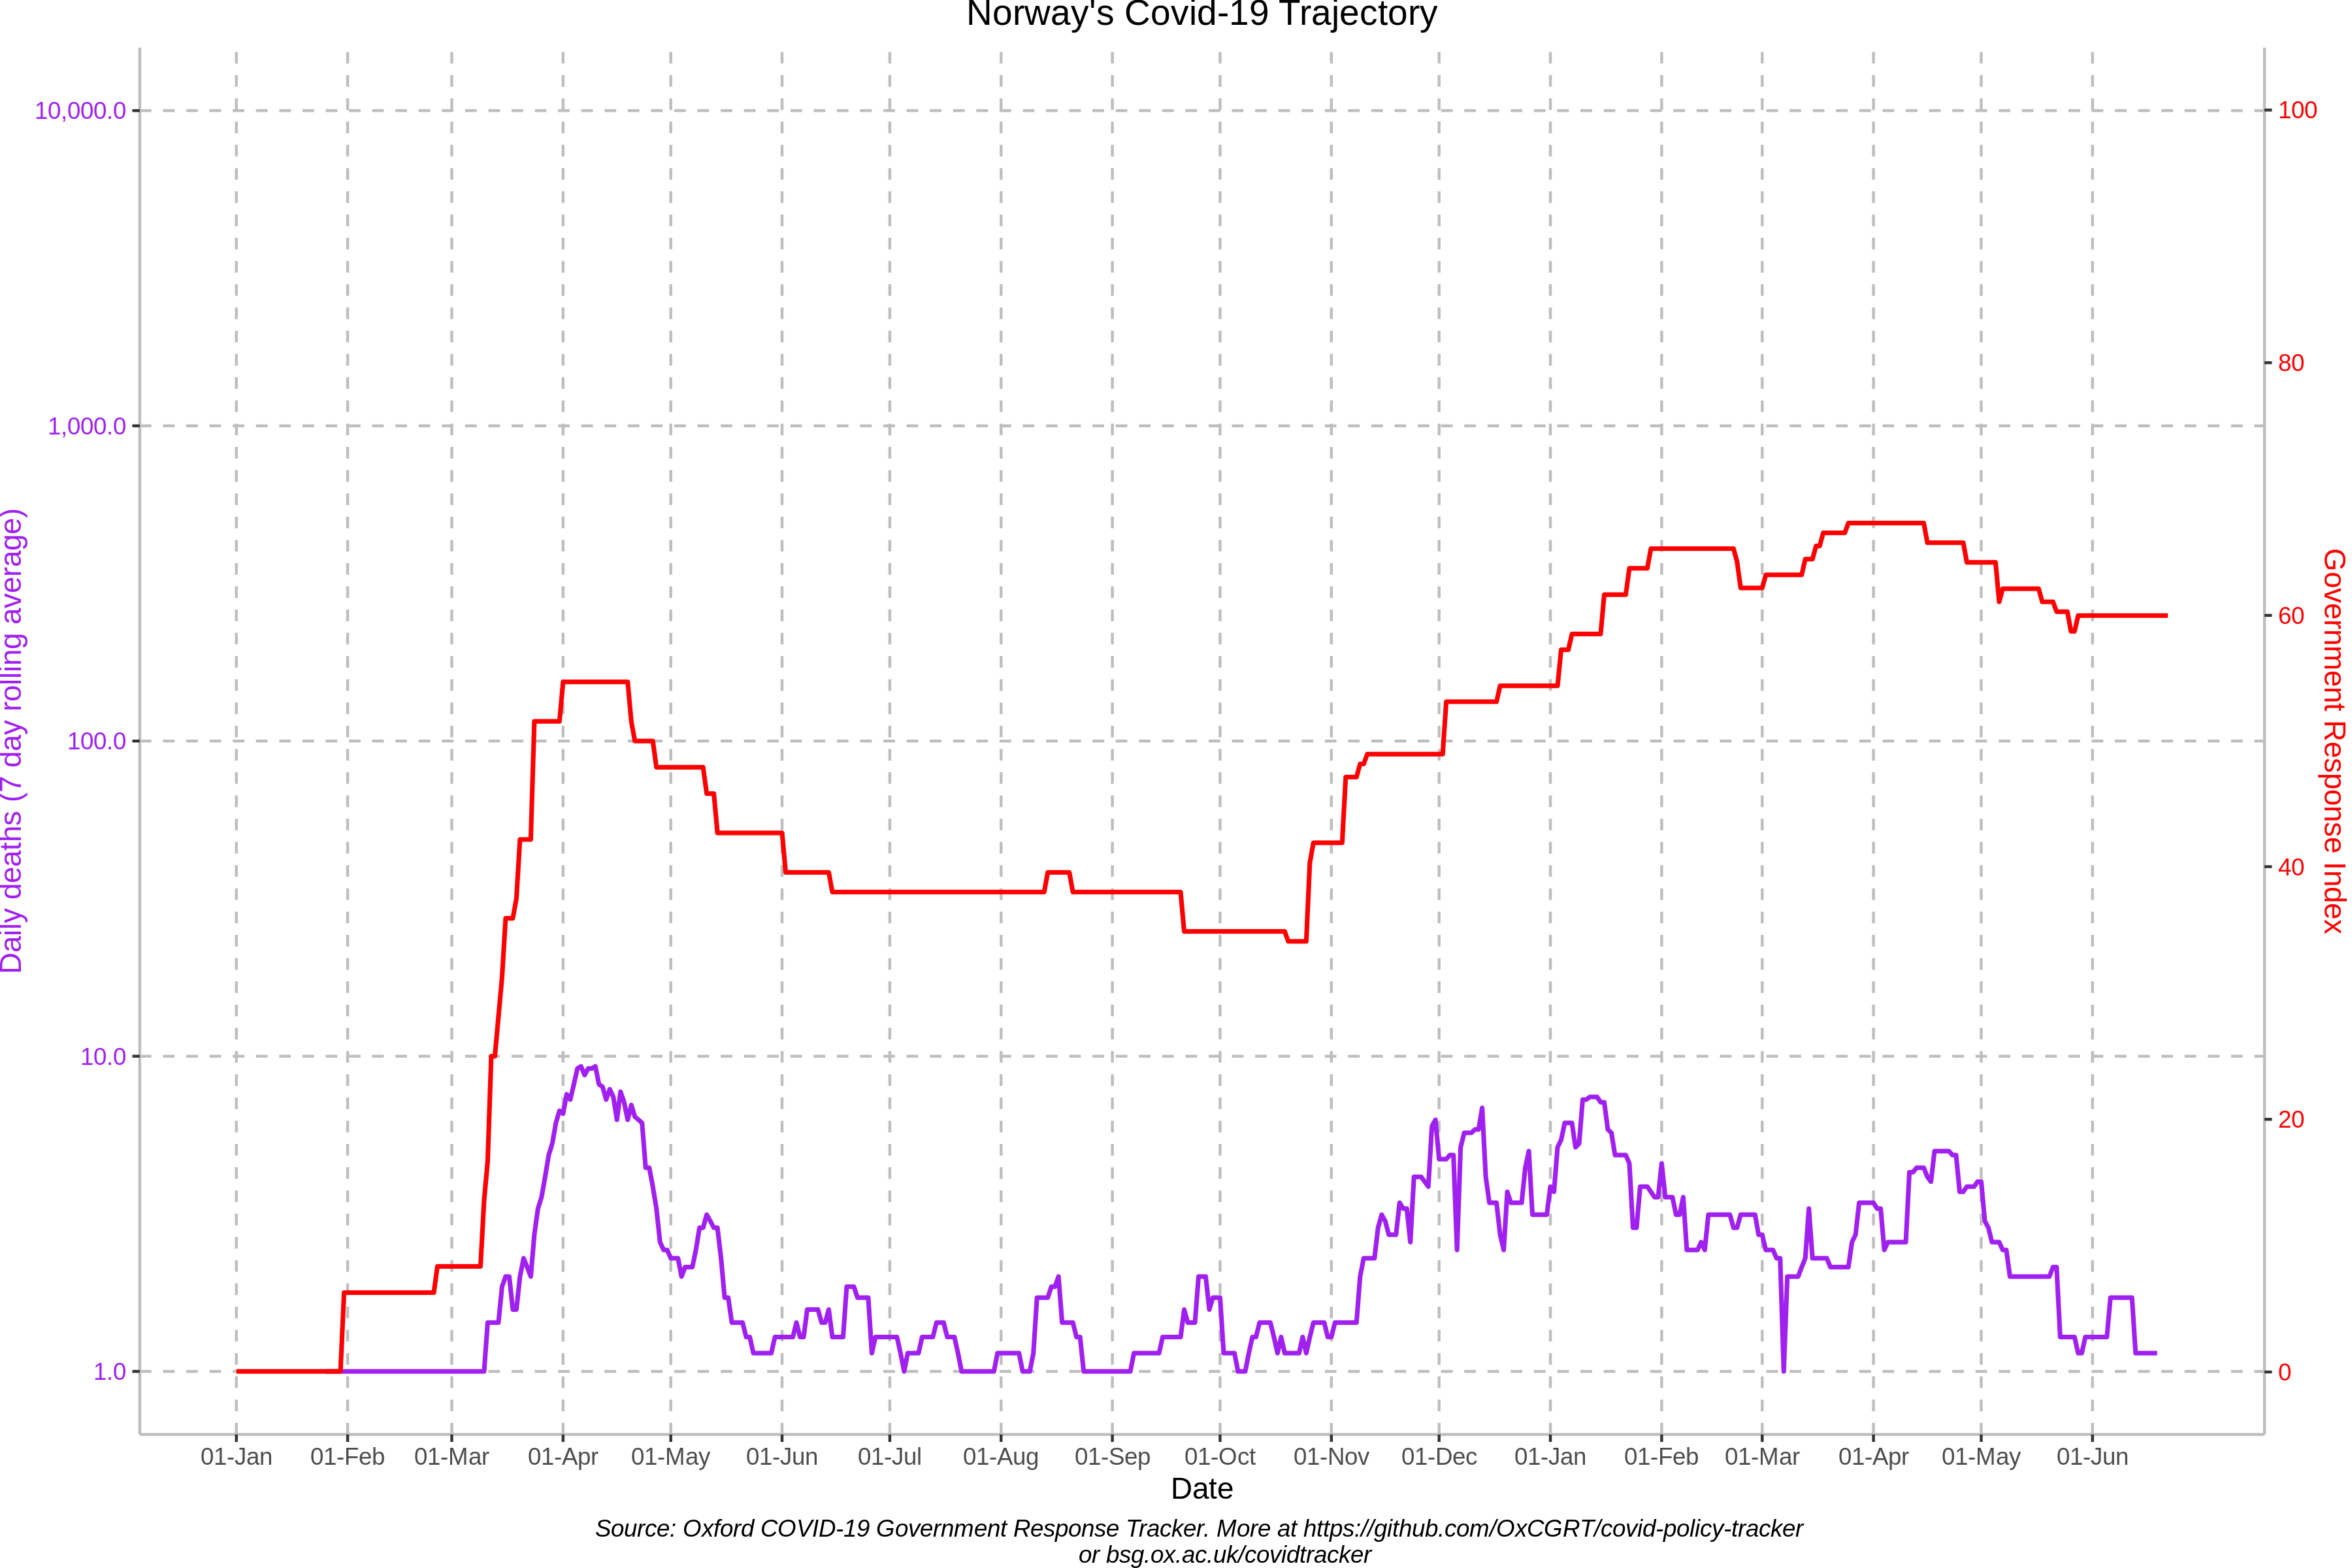 Norway's Covid-19 Trajectory
10,000.0
1,000.0
100.0
10.0
1.0
Daily deaths (7 day rolling average)
100
80
60
40
20
0
Government Response Index
01-Jan 01-Feb 01-Mar 01-Apr 01-May 01-Jun 01-Jul 01-Aug 01-Sep 01-Oct 01-Nov 01-Dec 01-Jan 01-Feb 01-Mar 01-Apr 01-May 01-Jun
Date
Source: Oxford COVID-19 Government Response Tracker. More at https://github.com/OxCGRT/covid-policy-tracker
or bsg.ox.ac.uk/covidtracker